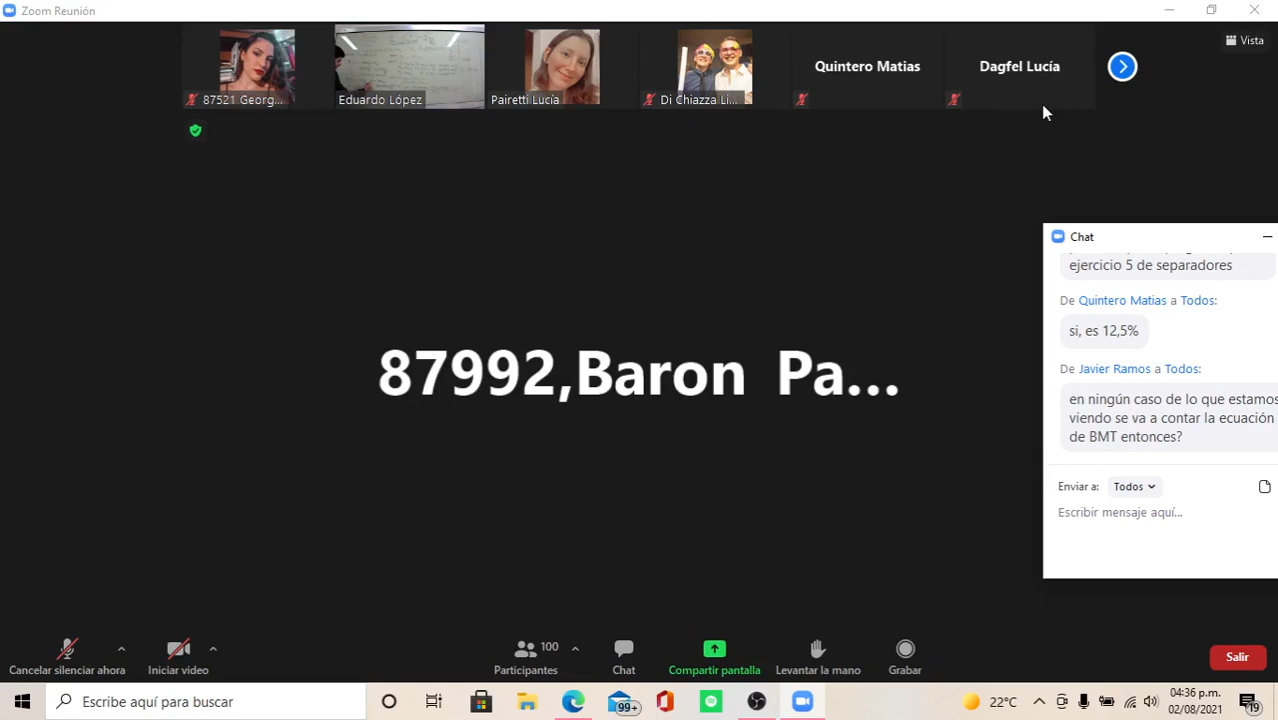 Zoom Reunión
Vista
87521 Georg...
Eduardo López
Pairetti Lucía
Di Chiazza Li...
Quintero Matias
Dagfel Lucía
87992,Baron Pa...
Chat
ejercicio 5 de separadores
De Quintero Matias a Todos:
si, es 12,5%
De Javier Ramos a Todos:
en ningún caso de lo que estamos
viendo se va a contar la ecuación
de BMT entonces?
Enviar a: Todos
Escribir mensaje aquí...
100
Cancelar silenciar ahora
Iniciar video
Participantes
Chat
Compartir pantalla
Levantar la mano
Grabar
Salir
Escribe aquí para buscar
99+
22°C
04:36 p.m.
02/08/2021
19